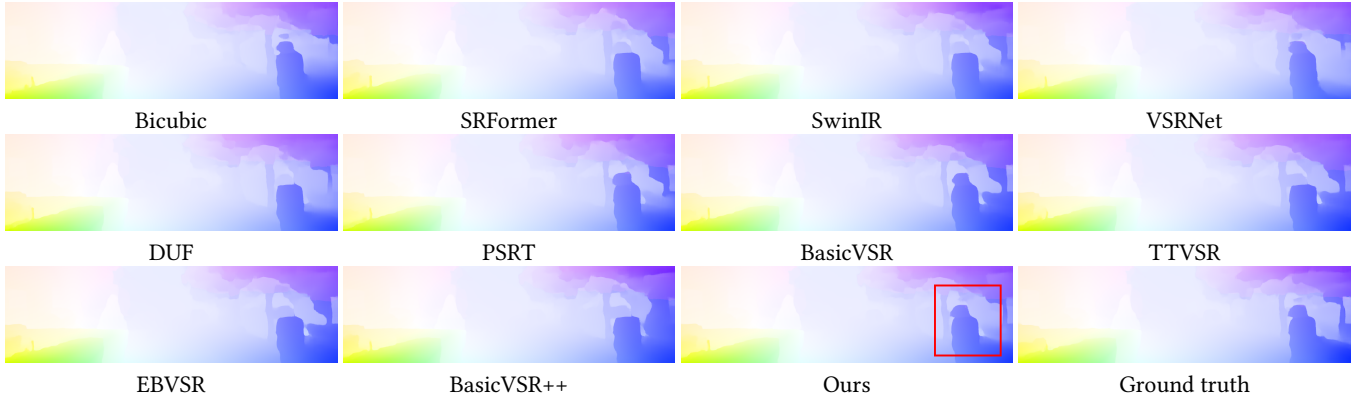 Bicubic SRFormer SwinIR VSRNet
DUF PSRT BasicVSR TTVSR
EBVSR BasicVSR++ Ours Ground truth